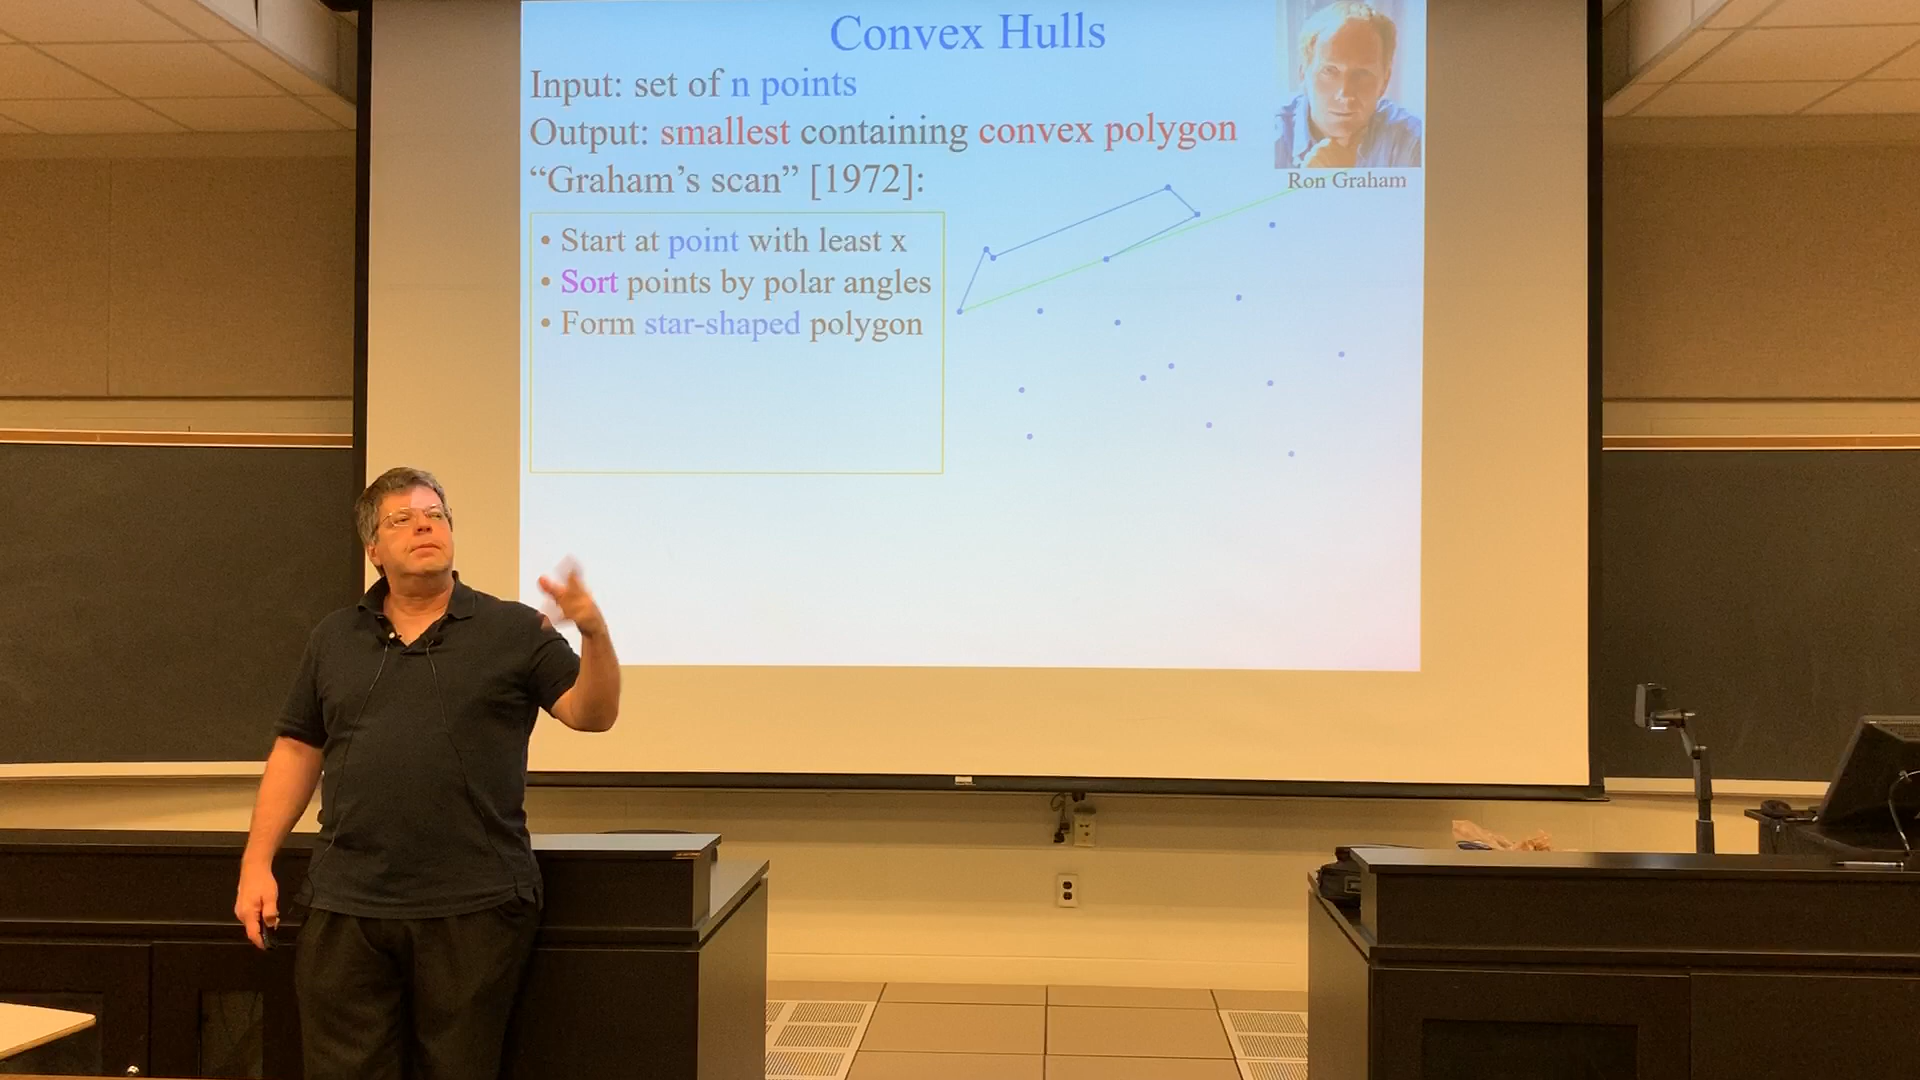 Convex Hulls
Input: set of n points
Output: smallest containing convex polygon
“Graham’s scan” [1972]:
Ron Graham
• Start at point with least x
• Sort points by polar angles
• Form star-shaped polygon